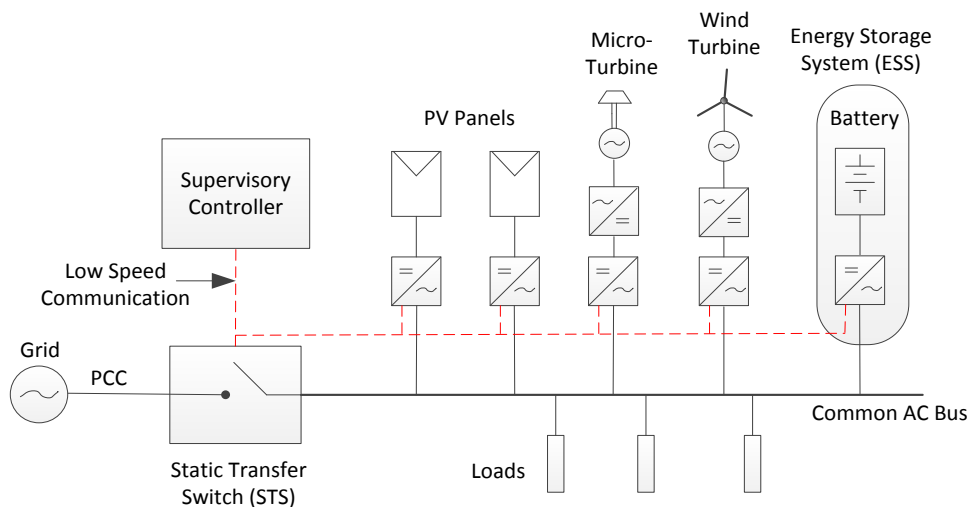 Micro-
Turbine
Wind
Turbine
Energy Storage
System (ESS)
PV Panels
Battery
Supervisory
Controller
Low Speed
Communication
Grid
PCC
Common AC Bus
Static Transfer
Switch (STS)
Loads